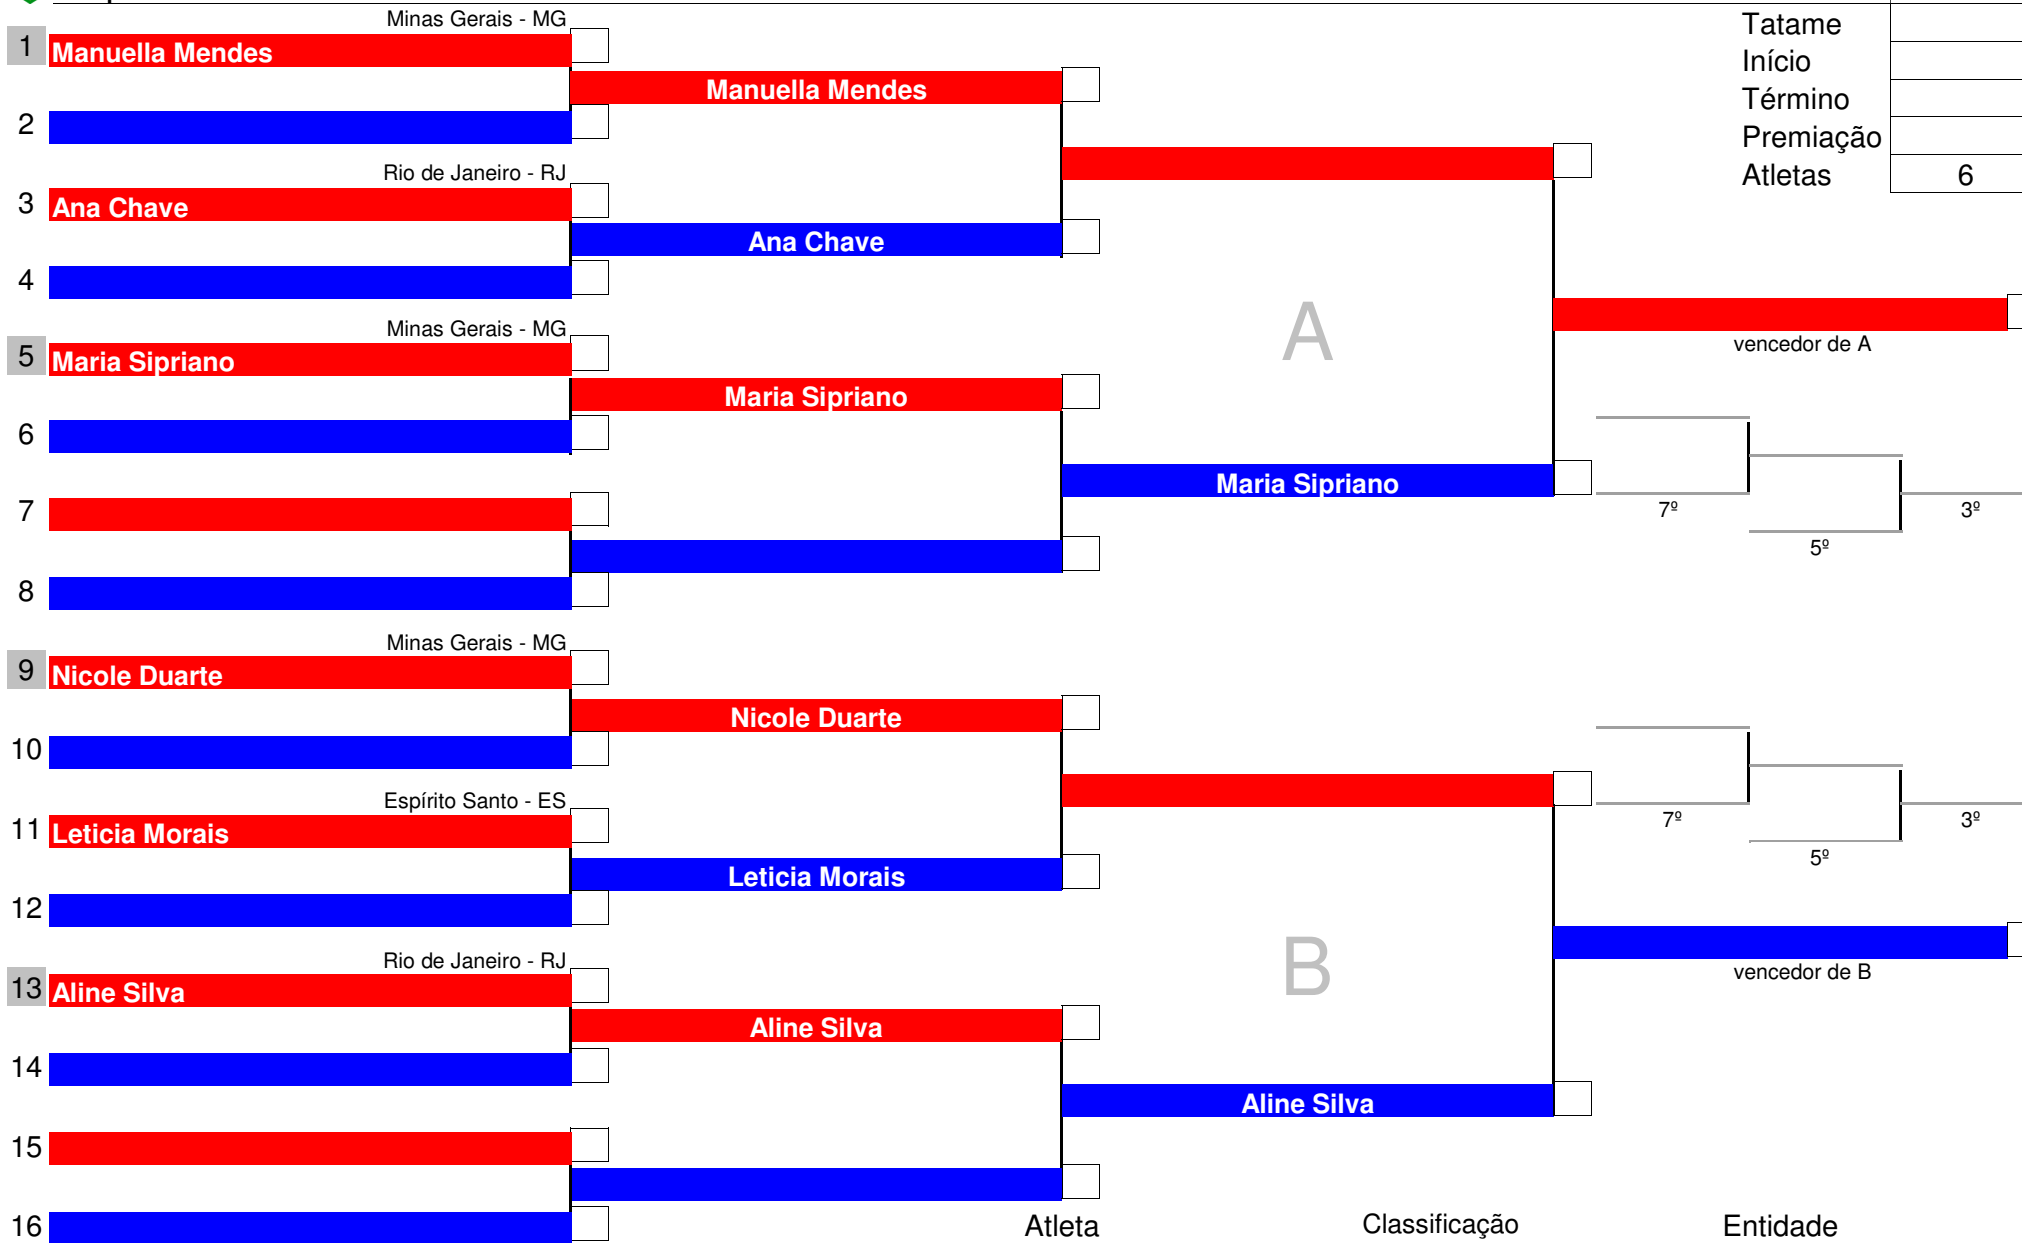 Minas Gerais - MG
1 Manuella Mendes
Manuella Mendes
2
Rio de Janeiro - RJ
3 Ana Chave
Ana Chave
4
Minas Gerais - MG
5 Maria Sipriano
Maria Sipriano
6
Maria Sipriano
7
8
A
vencedor de A
7º
5º
3º
Tatame
Início
Término
Premiação
Atletas 6
Minas Gerais - MG
9 Nicole Duarte
Nicole Duarte
10
Espírito Santo - ES
11 Leticia Morais
Leticia Morais
12
Rio de Janeiro - RJ
13 Aline Silva
Aline Silva
14
Aline Silva
15
16
B
7º
5º
3º
vencedor de B
Atleta Classificação Entidade